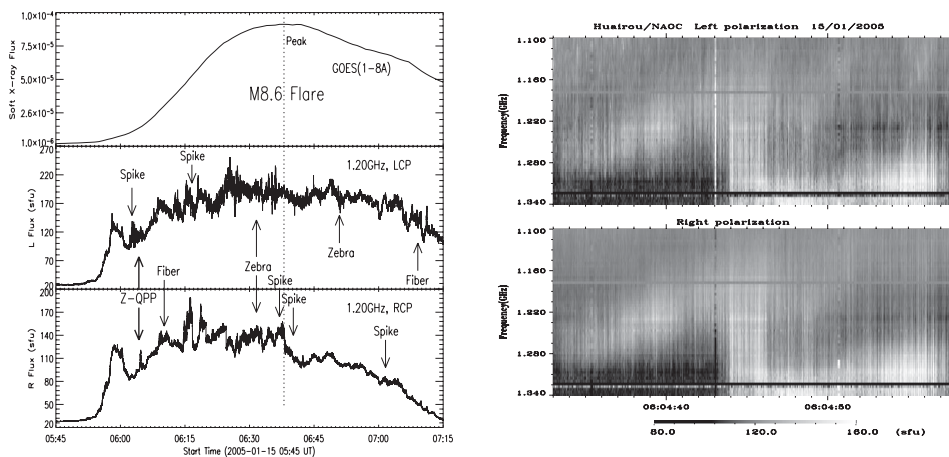 1.0×10⁻⁴
7.5×10⁻⁵
5.0×10⁻⁵
2.6×10⁻⁵
1.0×10⁻⁶
Soft X-ray Flux
Peak
GOES(1-8A)
M8.6 Flare
270
220
170
120
70
20
L Flux (sfu)
1.20GHz, LCP
Spike
Spike
Zebra
Zebra
Fiber
Z-QPP
Fiber
Spike
Spike
Spike
200
180
140
100
80
50
20
R Flux (sfu)
1.20GHz, RCP
05:45 06:00 06:15 06:30 06:45 07:00 07:15
Start Time (2005-01-15 05:45 UT)
Huairou/NAOC Left polarization 15/01/2005
1.100
1.160
1.220
1.280
1.340
Frequency(GHz)
Right polarization
1.100
1.160
1.220
1.280
1.340
Frequency(GHz)
06:04:40 06:04:50
80.0 120.0 160.0 (sfu)